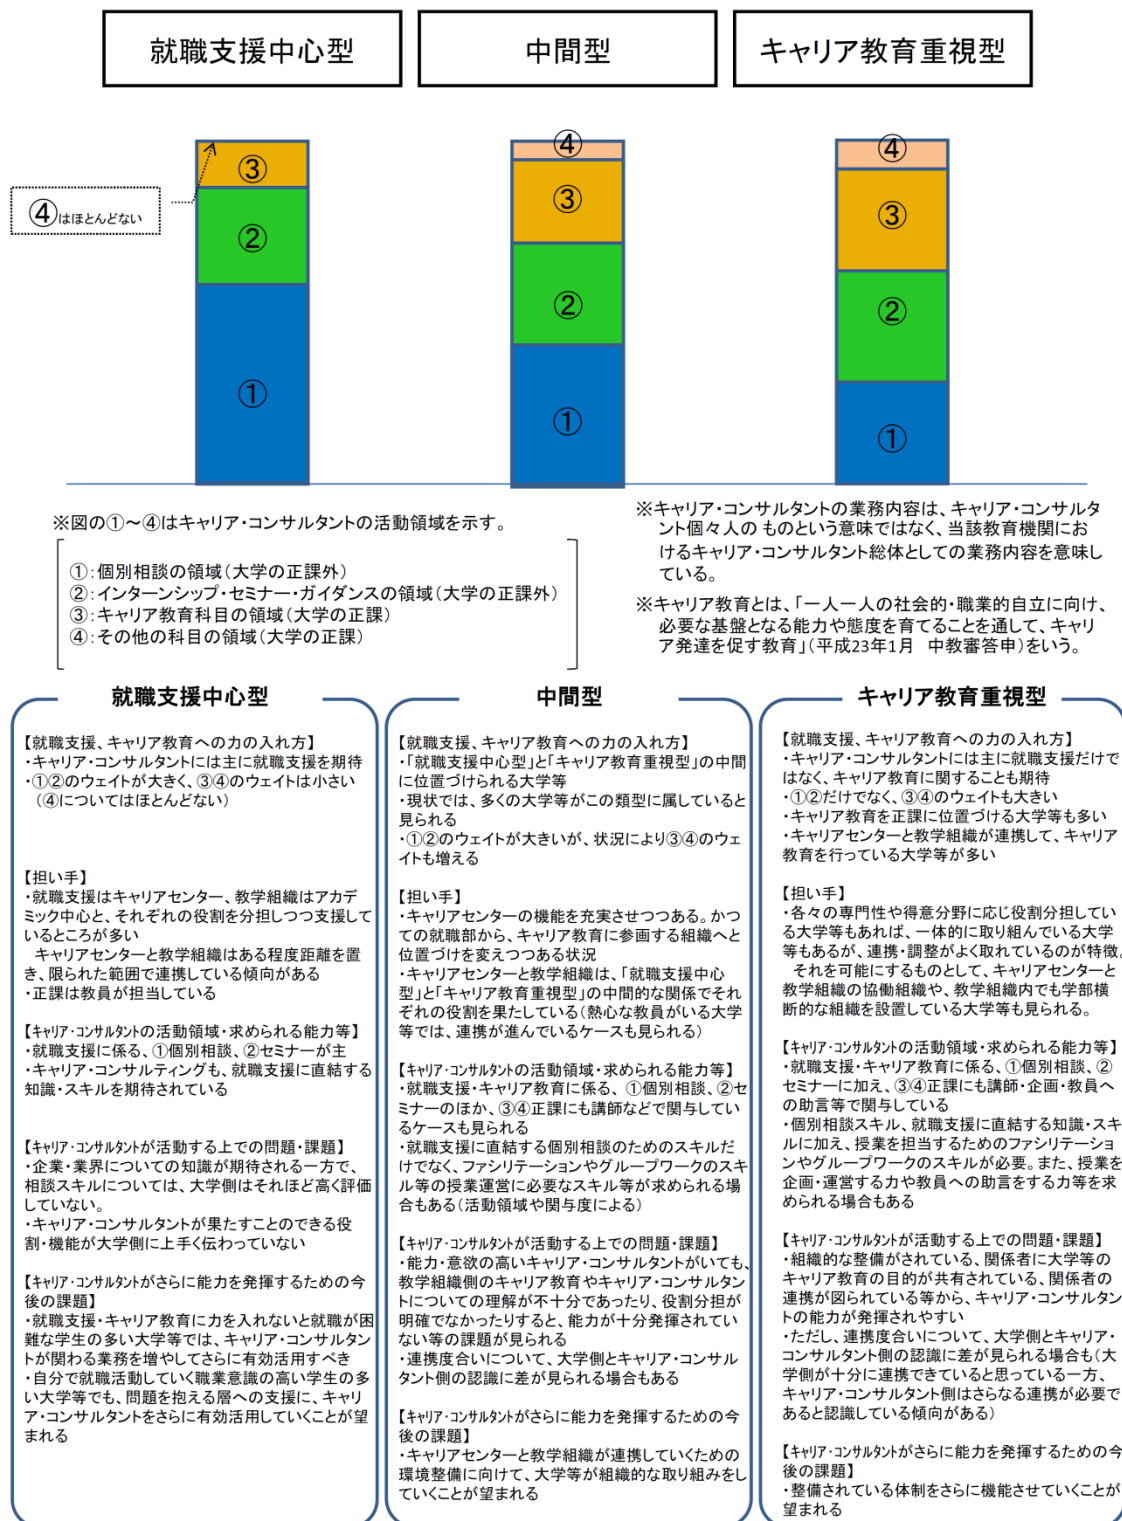 就職支援中心型
中間型
キャリア教育重視型
③
②
①
④はほとんどない
④
③
②
①
④
③
②
①
※図の①～④はキャリア・コンサルタントの活動領域を示す。
①：個別相談の領域（大学の正課外）
②：インターンシップ・セミナー・ガイダンスの領域（大学の正課外）
③：キャリア教育科目の領域（大学の正課）
④：その他の科目の領域（大学の正課）
※キャリア・コンサルタントの業務内容は、キャリア・コンサルタ
ント個々人の ものという意味ではなく、当該教育機関にお
けるキャリア・コンサルタント総体としての業務内容を意味し
ている。
※キャリア教育とは、「一人一人の社会的・職業的自立に向け、
必要な基盤となる能力や態度を育てることを通して、キャリ
ア発達を促す教育」（平成23年1月　中教審答申）をいう。
就職支援中心型
【就職支援、キャリア教育への力の入れ方】
・キャリア・コンサルタントには主に就職支援を期待
・①②のウェイトが大きく、③④のウェイトは小さい
（④についてはほとんどない）
【担い手】
・就職支援はキャリアセンター、教学組織はアカデ
ミック中心と、それぞれの役割を分担しつつ支援して
いるところが多い
キャリアセンターと教学組織はある程度距離を置
き、限られた範囲で連携している傾向がある
・正課は教員が担当している
【キャリア・コンサルタントの活動領域・求められる能力等】
・就職支援に係る、①個別相談、②セミナーが主
・キャリア・コンサルティングも、就職支援に直結する
知識・スキルを期待されている
【キャリア・コンサルタントが活動する上での問題・課題】
・企業・業界についての知識が期待される一方で、
相談スキルについては、大学側はそれほど高く評価
していない。
・キャリア・コンサルタントが果たすことのできる役
割・機能が大学側に上手く伝わっていない
【キャリア・コンサルタントがさらに能力を発揮するための今
後の課題】
・就職支援・キャリア教育に力を入れないと就職が困
難な学生の多い大学等では、キャリア・コンサルタン
トが関わる業務を増やしてさらに有効活用すべき
・自分で就職活動していく職業意識の高い学生の多
い大学等でも、問題を抱える層への支援に、キャリ
ア・コンサルタントをさらに有効活用していくことが望
まれる
中間型
【就職支援、キャリア教育への力の入れ方】
・「就職支援中心型」と「キャリア教育重視型」の中間
に位置づけられる大学等
・現状では、多くの大学等がこの類型に属していると
見られる
・①②のウェイトが大きいが、状況により③④のウェ
イトも増える
【担い手】
・キャリアセンターの機能を充実させつつある。かつ
ての就職部から、キャリア教育に参画する組織へと
位置づけを変えつつある状況
・キャリアセンターと教学組織は、「就職支援中心
型」と「キャリア教育重視型」の中間的な関係でそれ
ぞれの役割を果たしている（熱心な教員がいる大学
等では、連携が進んでいるケースも見られる）
【キャリア・コンサルタントの活動領域・求められる能力等】
・就職支援・キャリア教育に係る、①個別相談、②セ
ミナーのほか、③④正課にも講師などで関与してい
るケースも見られる
・就職支援に直結する個別相談のためのスキルだ
けでなく、ファシリテーションやグループワークのスキ
ル等の授業運営に必要なスキル等が求められる場
合もある（活動領域や関与度による）
【キャリア・コンサルタントが活動する上での問題・課題】
・能力・意欲の高いキャリア・コンサルタントがいても、
教学組織側のキャリア教育やキャリア・コンサルタン
トについての理解が不十分であったり、役割分担が
明確でなかったりすると、能力が十分発揮されてい
ない等の課題が見られる
・連携度合いについて、大学側とキャリア・コンサル
タント側の認識に差が見られる場合もある
【キャリア・コンサルタントがさらに能力を発揮するための今
後の課題】
・キャリアセンターと教学組織が連携していくための
環境整備に向けて、大学等が組織的な取り組みをし
ていくことが望まれる
キャリア教育重視型
【就職支援、キャリア教育への力の入れ方】
・キャリア・コンサルタントには主に就職支援だけで
はなく、キャリア教育に関することも期待
・①②だけでなく、③④のウェイトも大きい
・キャリア教育を正課に位置づける大学等も多い
・キャリアセンターと教学組織が連携して、キャリア
教育を行っている大学等が多い
【担い手】
・各々の専門性や得意分野に応じ役割分担してい
る大学等もあれば、一体的に取り組んでいる大学
等もあるが、連携・調整がよく取れているのが特徴。
それを可能にするものとして、キャリアセンターと
教学組織の協働組織や、教学組織内でも学部横
断的な組織を設置している大学等も見られる。
【キャリア・コンサルタントの活動領域・求められる能力等】
・就職支援・キャリア教育に係る、①個別相談、②
セミナーに加え、③④正課にも講師・企画・教員へ
の助言等で関与している
・個別相談スキル、就職支援に直結する知識・スキ
ルに加え、授業を担当するためのファシリテーショ
ンやグループワークのスキルが必要。また、授業を
企画・運営する力や教員への助言をする力等を求
められる場合もある
【キャリア・コンサルタントが活動する上での問題・課題】
・組織的な整備がされている、関係者に大学等の
キャリア教育の目的が共有されている、関係者の
連携が図られている等から、キャリア・コンサルタン
トの能力が発揮されやすい
・ただし、連携度合いについて、大学側とキャリア・
コンサルタント側の認識に差が見られる場合も（大
学側が十分に連携できていると思っている一方、
キャリア・コンサルタント側はさらなる連携が必要で
あると認識している傾向がある）
【キャリア・コンサルタントがさらに能力を発揮するための今
後の課題】
・整備されている体制をさらに機能させていくことが
望まれる